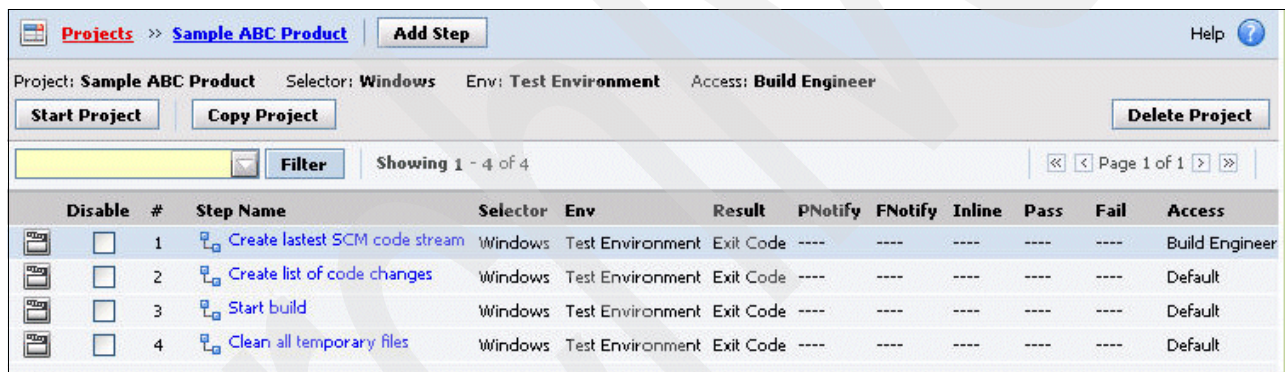 Projects >> Sample ABC Product Add Step Help ?
Project: Sample ABC Product Selector: Windows Env: Test Environment Access: Build Engineer
Start Project Copy Project Delete Project
Filter Showing 1 - 4 of 4 << < Page 1 of 1 > >>
Disable # Step Name Selector Env Result PNotify FNotify Inline Pass Fail Access
1 Create lastest SCM code stream Windows Test Environment Exit Code ---- ---- ---- ---- ---- Build Engineer
2 Create list of code changes Windows Test Environment Exit Code ---- ---- ---- ---- ---- Default
3 Start build Windows Test Environment Exit Code ---- ---- ---- ---- ---- Default
4 Clean all temporary files Windows Test Environment Exit Code ---- ---- ---- ---- ---- Default